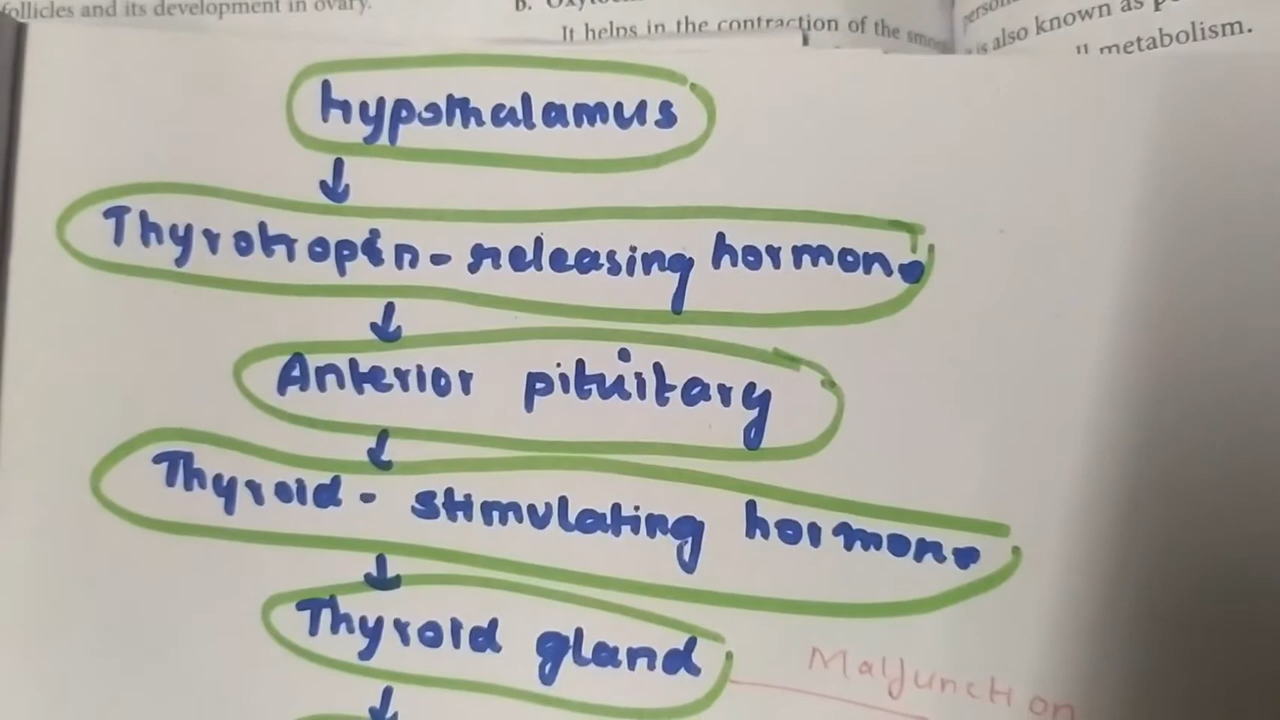 follicles and its development in ovary.
B.
It helps in the contraction of the
is also known as
metabolism.
hypothalamus
Thyrotropin-releasing hormone
Anterior pituitary
Thyroid-stimulating hormone
Thyroid gland
Malfunction